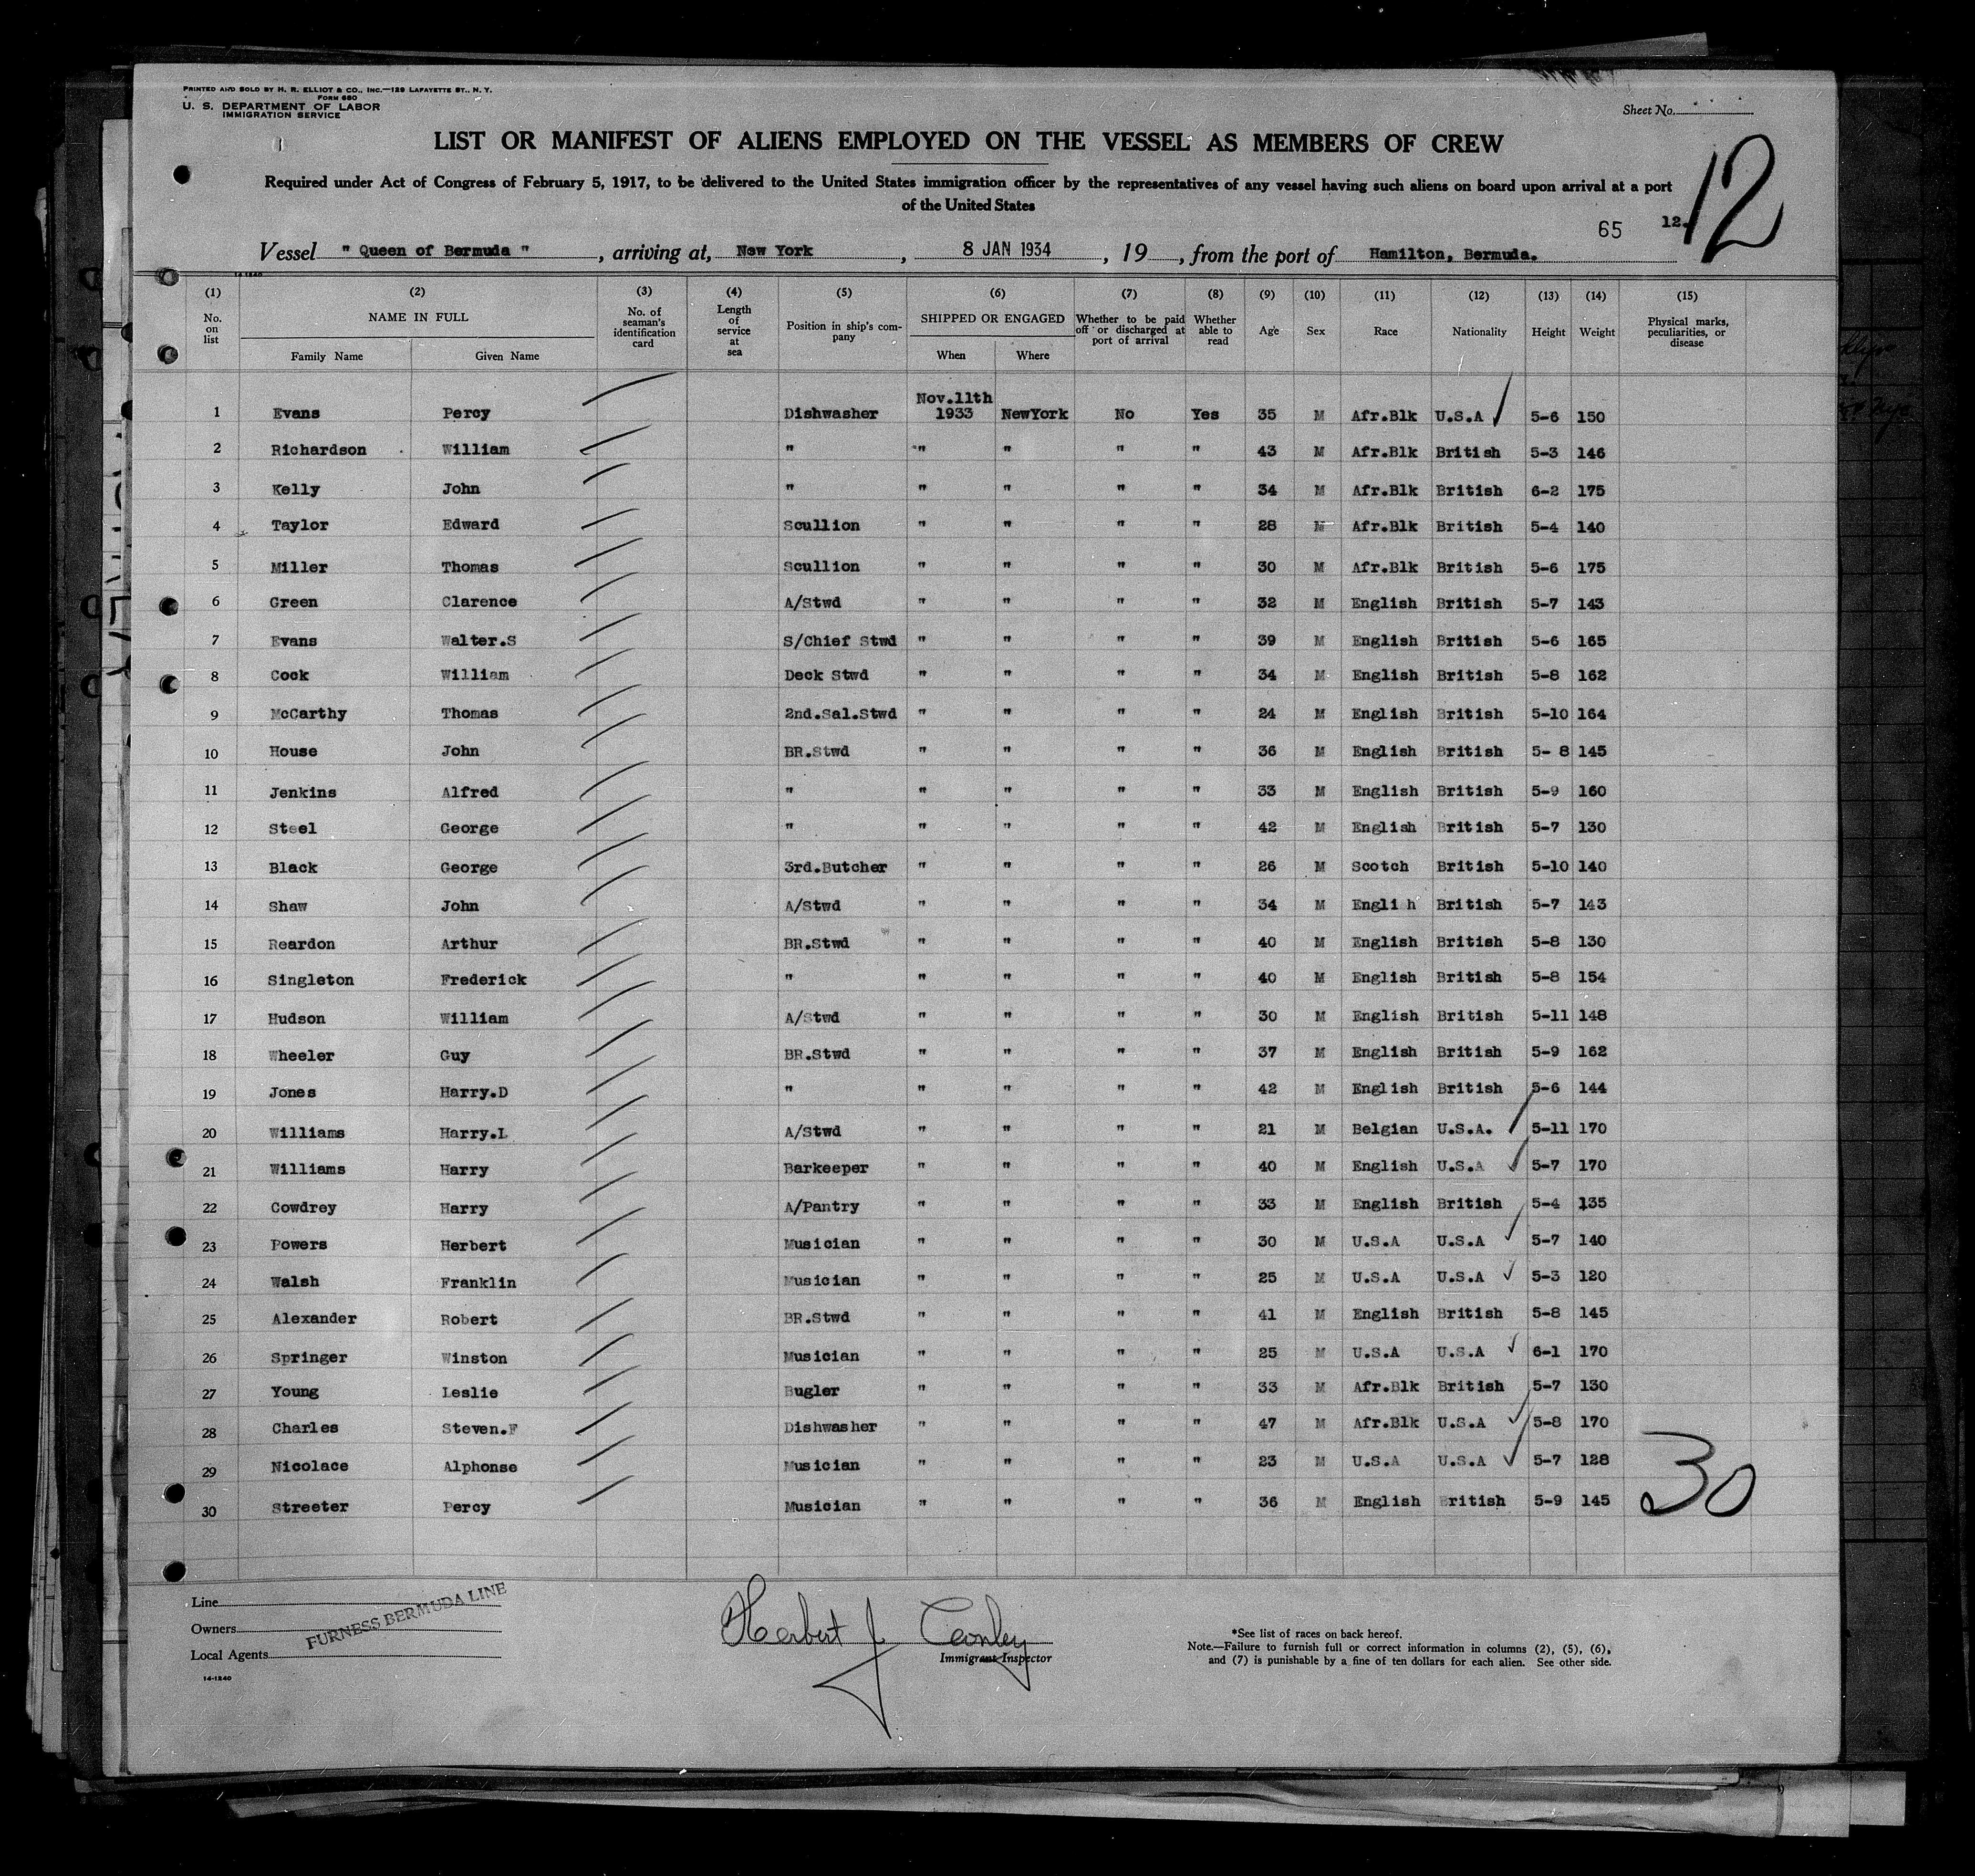 PRINTED AND SOLD BY H. R. ELLIOT & CO., INC.—129 LAFAYETTE ST., N. Y.
FORM 680
U. S. DEPARTMENT OF LABOR
IMMIGRATION SERVICE
Sheet No.
LIST OR MANIFEST OF ALIENS EMPLOYED ON THE VESSEL AS MEMBERS OF CREW
12
Required under Act of Congress of February 5, 1917, to be delivered to the United States immigration officer by the representatives of any vessel having such aliens on board upon arrival at a port
of the United States
65 12.
Vessel " Queen of Bermuda " , arriving at, New York , 8 JAN 1934 , 19 , from the port of Hamilton, Bermuda.
14-1240
(1) (2) (3) (4) (5) (6) (7) (8) (9) (10) (11) (12) (13) (14) (15)
No. on list NAME IN FULL Family Name Given Name No. of seaman's identification card Length of service at sea Position in ship's company SHIPPED OR ENGAGED When Where Whether to be paid off or discharged at port of arrival Whether able to read Age Sex Race Nationality Height Weight Physical marks, peculiarities, or disease
1 Evans Percy Dishwasher Nov.11th 1933 NewYork No Yes 35 M Afr.Blk U.S.A 5-6 150
2 Richardson William " " " " " 43 M Afr.Blk British 5-3 146
3 Kelly John " " " " " 34 M Afr.Blk British 6-2 175
4 Taylor Edward Scullion " " " " 28 M Afr.Blk British 5-4 140
5 Miller Thomas Scullion " " " " 30 M Afr.Blk British 5-6 175
6 Green Clarence A/Stwd " " " " 32 M English British 5-7 143
7 Evans Walter.S S/Chief Stwd " " " " 39 M English British 5-6 165
8 Cook William Deck Stwd " " " " 34 M English British 5-8 162
9 McCarthy Thomas 2nd.Sal.Stwd " " " " 24 M English British 5-10 164
10 House John BR.Stwd " " " " 36 M English British 5- 8 145
11 Jenkins Alfred " " " " " 33 M English British 5-9 160
12 Steel George " " " " " 42 M English British 5-7 130
13 Black George 3rd.Butcher " " " " 26 M Scotch British 5-10 140
14 Shaw John A/Stwd " " " " 34 M Engli h British 5-7 143
15 Reardon Arthur BR.Stwd " " " " 40 M English British 5-8 130
16 Singleton Frederick " " " " " 40 M English British 5-8 154
17 Hudson William A/Stwd " " " " 30 M English British 5-11 148
18 Wheeler Guy BR.Stwd " " " " 37 M English British 5-9 162
19 Jones Harry.D " " " " " 42 M English British 5-6 144
20 Williams Harry.L A/Stwd " " " " 21 M Belgian U.S.A. 5-11 170
21 Williams Harry Barkeeper " " " " 40 M English U.S.A 5-7 170
22 Cowdrey Harry A/Pantry " " " " 33 M English British 5-4 135
23 Powers Herbert Musician " " " " 30 M U.S.A U.S.A 5-7 140
24 Walsh Franklin Musician " " " " 25 M U.S.A U.S.A 5-3 120
25 Alexander Robert BR.Stwd " " " " 41 M English British 5-8 145
26 Springer Winston Musician " " " " 25 M U.S.A U.S.A 6-1 170
27 Young Leslie Bugler " " " " 33 M Afr.Blk British 5-7 130
28 Charles Steven.F Dishwasher " " " " 47 M Afr.Blk U.S.A 5-8 170
29 Nicolace Alphonse Musician " " " " 23 M U.S.A U.S.A 5-7 128
30 Streeter Percy Musician " " " " 36 M English British 5-9 145
30
Line
Owners
Local Agents
FURNESS BERMUDA LINE
14-1240
Herbert J
Immigrant Inspector
*See list of races on back hereof.
Note.—Failure to furnish full or correct information in columns (2), (5), (6),
and (7) is punishable by a fine of ten dollars for each alien. See other side.